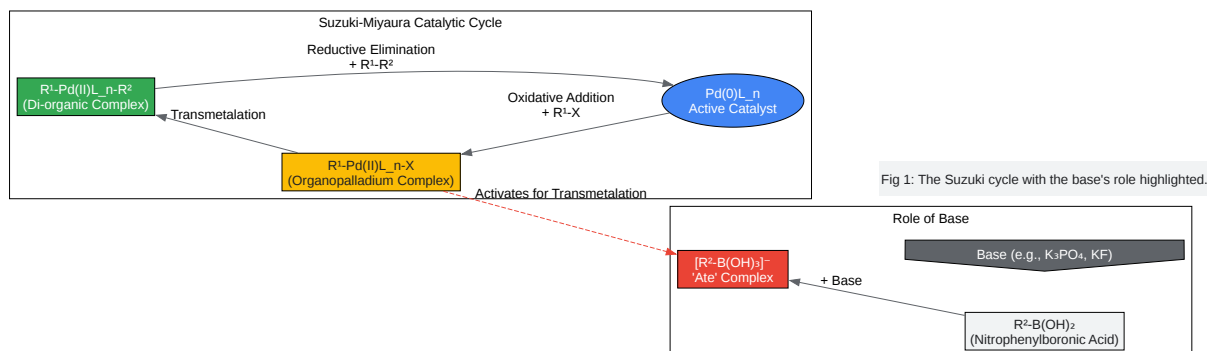 Suzuki-Miyaura Catalytic Cycle
Reductive Elimination
+ R¹-R²
R¹-Pd(II)L_n-R²
(Di-organic Complex)
Pd(0)L_n
Active Catalyst
Oxidative Addition
+ R¹-X
Transmetalation
R¹-Pd(II)L_n-X
(Organopalladium Complex)
Fig 1: The Suzuki cycle with the base's role highlighted.
Activates for Transmetalation
Role of Base
Base (e.g., K₃PO₄, KF)
[R²-B(OH)₃]⁻
'Ate' Complex
+ Base
R²-B(OH)₂
(Nitrophenylboronic Acid)